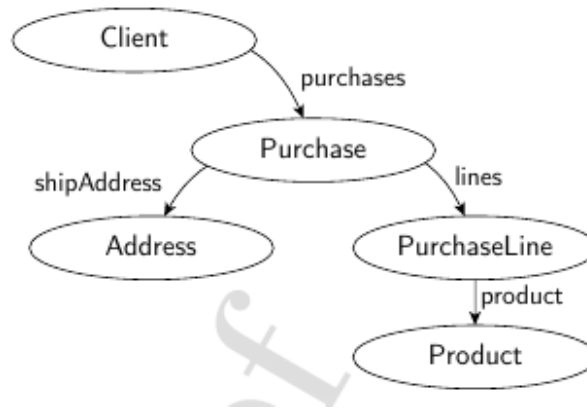 Client
purchases
Purchase
shipAddress
lines
Address
PurchaseLine
product
Product